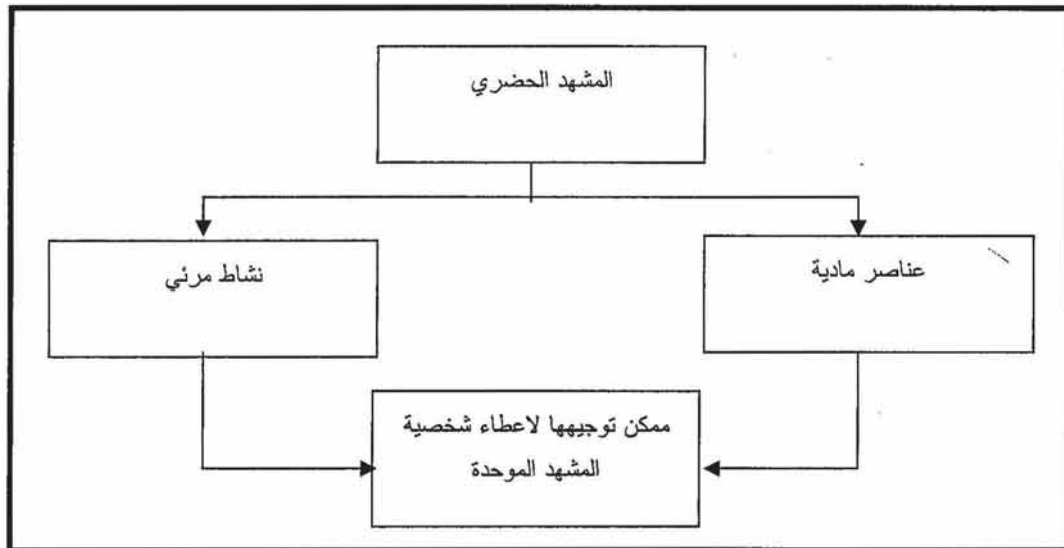 المشهد الحضري
عناصر مادية
نشاط مرئي
ممكن توجيهها لاعطاء شخصية
المشهد الموحدة